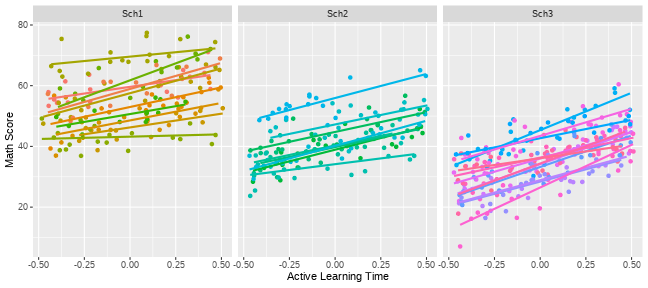 Sch1 Sch2 Sch3
80
60
40
20
Math Score
-0.50 -0.25 0.00 0.25 0.50 -0.50 -0.25 0.00 0.25 0.50 -0.50 -0.25 0.00 0.25 0.50
Active Learning Time